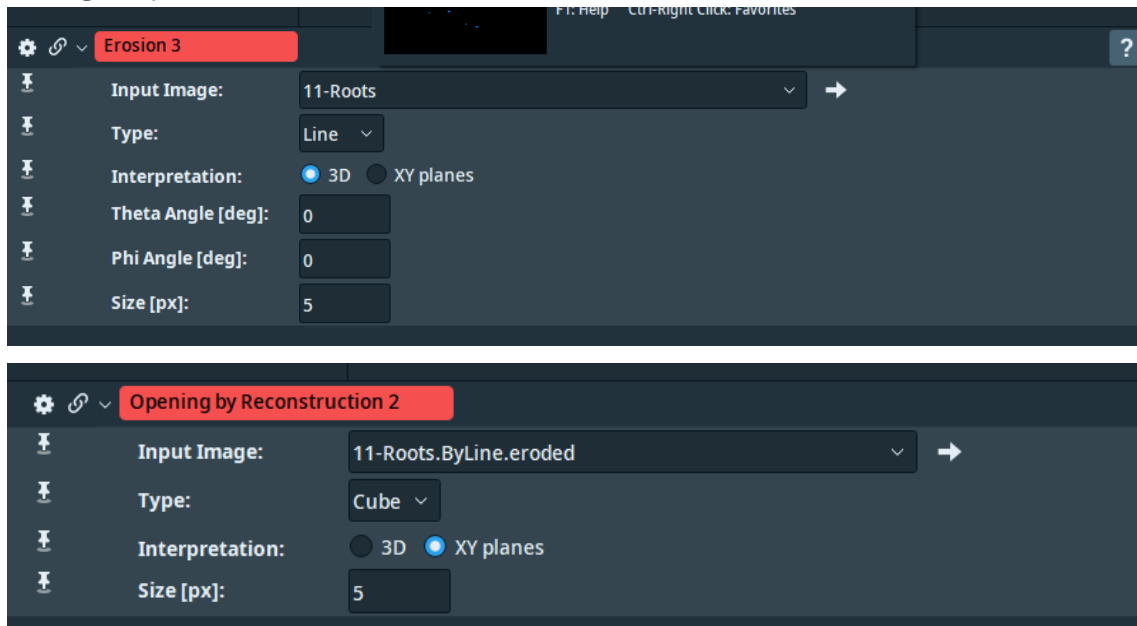 F1: Help Ctrl-Right Click: Favorites
Erosion 3
?
Input Image: 11-Roots
Type: Line
Interpretation: 3D XY planes
Theta Angle [deg]: 0
Phi Angle [deg]: 0
Size [px]: 5
Opening by Reconstruction 2
Input Image: 11-Roots.ByLine.eroded
Type: Cube
Interpretation: 3D XY planes
Size [px]: 5